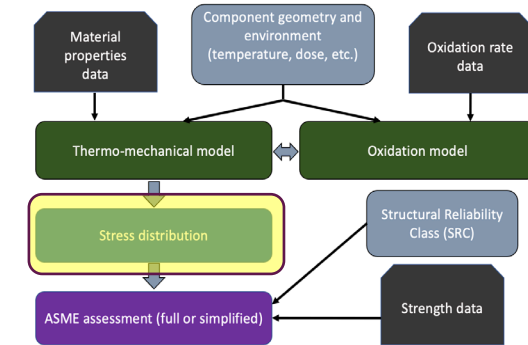 Material
properties
data
Component geometry and
environment
(temperature, dose, etc.)
Oxidation rate
data
Thermo-mechanical model
Oxidation model
Stress distribution
Structural Reliability
Class (SRC)
ASME assessment (full or simplified)
Strength data